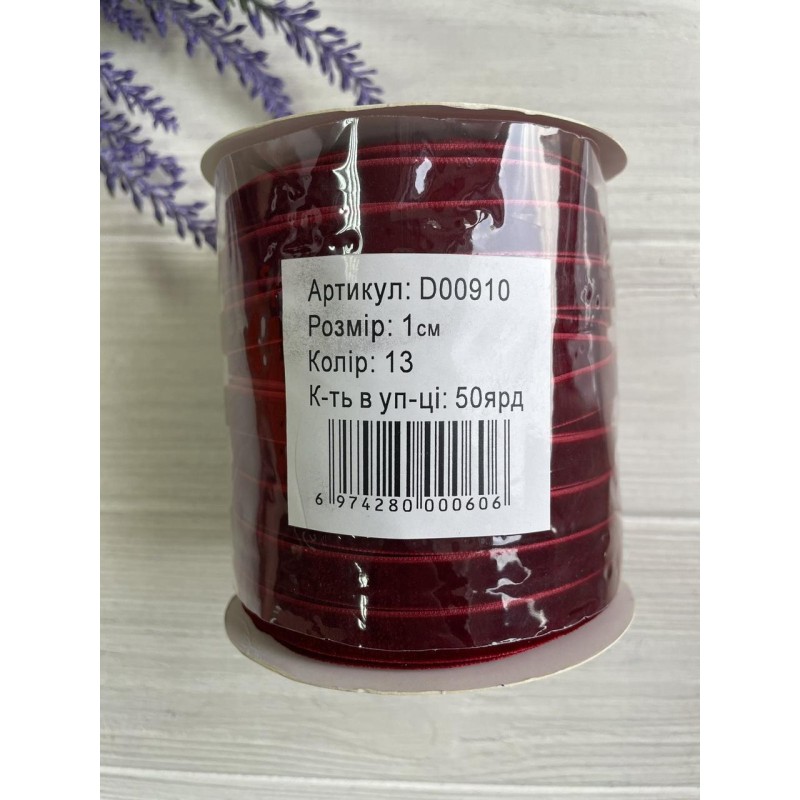 Артикул: D00910
Розмір: 1см
Колір: 13
К-ть в уп-ці: 50ярд
6 974280 000606